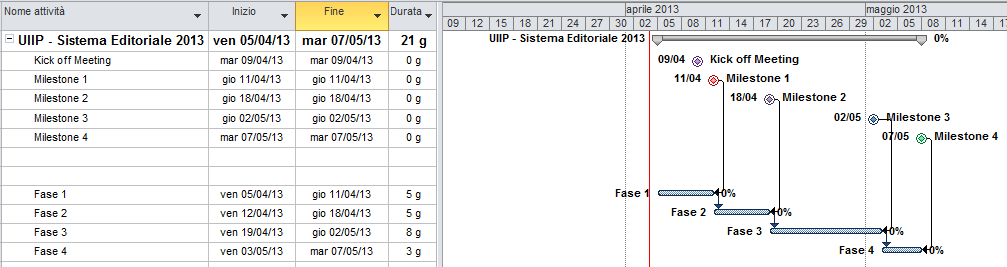 Nome attività Inizio Fine Durata
aprile 2013 maggio 2013
09 12 15 18 21 24 27 30 02 05 08 11 14 17 20 23 26 29 02 05 08 11 14 17
UIIP - Sistema Editoriale 2013 ven 05/04/13 mar 07/05/13 21 g UIIP - Sistema Editoriale 2013 0%
Kick off Meeting mar 09/04/13 mar 09/04/13 0 g 09/04 Kick off Meeting
Milestone 1 gio 11/04/13 gio 11/04/13 0 g 11/04 Milestone 1
Milestone 2 gio 18/04/13 gio 18/04/13 0 g 18/04 Milestone 2
Milestone 3 gio 02/05/13 gio 02/05/13 0 g 02/05 Milestone 3
Milestone 4 mar 07/05/13 mar 07/05/13 0 g 07/05 Milestone 4
Fase 1 ven 05/04/13 gio 11/04/13 5 g Fase 1 0%
Fase 2 ven 12/04/13 gio 18/04/13 5 g Fase 2 0%
Fase 3 ven 19/04/13 gio 02/05/13 8 g Fase 3 0%
Fase 4 ven 03/05/13 mar 07/05/13 3 g Fase 4 0%